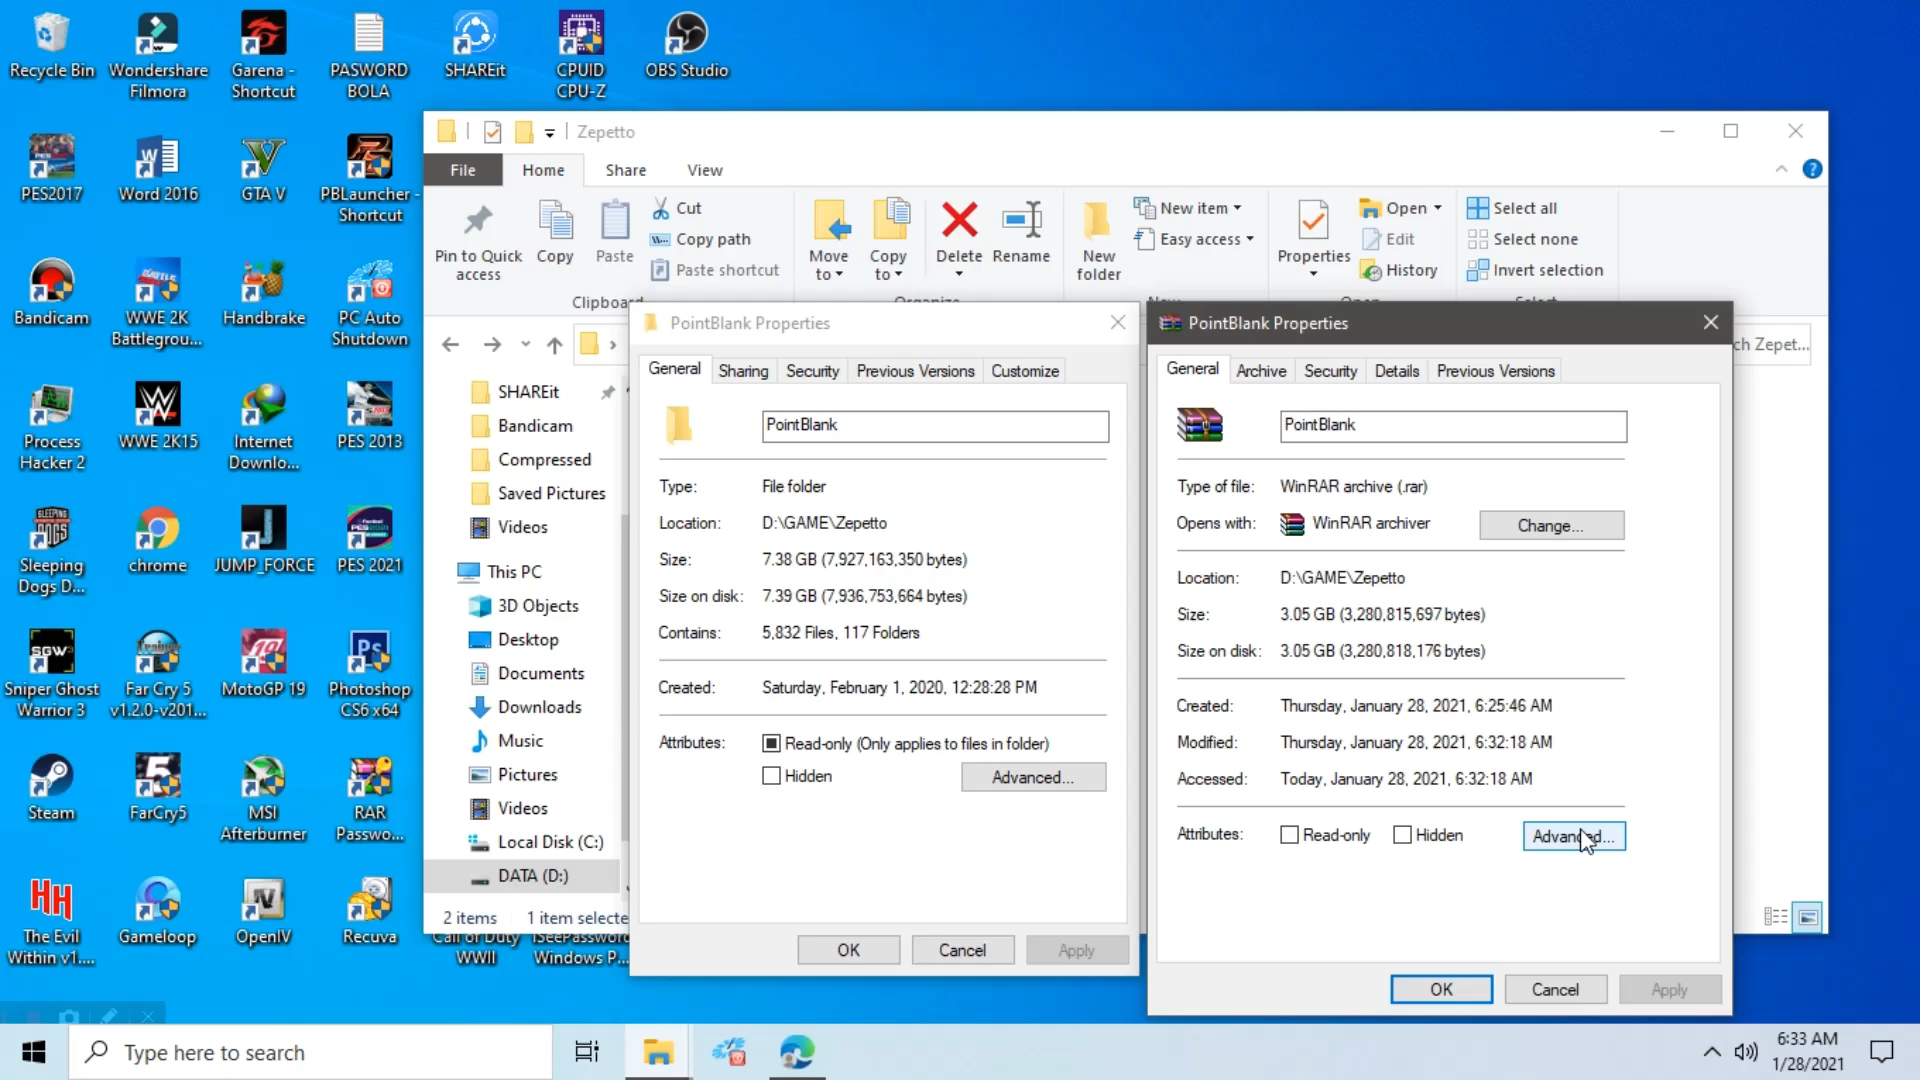 Recycle Bin
Wondershare
Filmora
Garena -
Shortcut
PASWORD
BOLA
SHAREit
CPUID
CPU-Z
OBS Studio
PES2017
Word 2016
GTA V
PBLauncher -
Shortcut
Bandicam
WWE 2K
Battlegrou...
Handbrake
PC Auto
Shutdown
Process
Hacker 2
WWE 2K15
Internet
Downlo...
PES 2013
Sleeping
Dogs D...
chrome
JUMP_FORCE
PES 2021
Sniper Ghost
Warrior 3
Far Cry 5
v1.2.0-v201...
MotoGP 19
Photoshop
CS6 x64
Steam
FarCry5
MSI
Afterburner
RAR
Passwo...
The Evil
Within v1....
Gameloop
OpenIV
Recuva
Call of Duty
WWII
iSeePassword
Windows P...
Zepetto
File
Home
Share
View
Pin to Quick
access
Copy
Paste
Cut
Copy path
Paste shortcut
Clipboard
Move
to
Copy
to
Delete
Rename
Organize
New
folder
New item
Easy access
New
Properties
Open
Edit
History
Open
Select all
Select none
Invert selection
Select
ch Zepet...
SHAREit
Bandicam
Compressed
Saved Pictures
Videos
This PC
3D Objects
Desktop
Documents
Downloads
Music
Pictures
Videos
Local Disk (C:)
DATA (D:)
2 items
1 item selecte
PointBlank Properties
General
Sharing
Security
Previous Versions
Customize
PointBlank
Type:
File folder
Location:
D:\GAME\Zepetto
Size:
7.38 GB (7,927,163,350 bytes)
Size on disk:
7.39 GB (7,936,753,664 bytes)
Contains:
5,832 Files, 117 Folders
Created:
Saturday, February 1, 2020, 12:28:28 PM
Attributes:
Read-only (Only applies to files in folder)
Hidden
Advanced...
OK
Cancel
Apply
PointBlank Properties
General
Archive
Security
Details
Previous Versions
PointBlank
Type of file:
WinRAR archive (.rar)
Opens with:
WinRAR archiver
Change...
Location:
D:\GAME\Zepetto
Size:
3.05 GB (3,280,815,697 bytes)
Size on disk:
3.05 GB (3,280,818,176 bytes)
Created:
Thursday, January 28, 2021, 6:25:46 AM
Modified:
Thursday, January 28, 2021, 6:32:18 AM
Accessed:
Today, January 28, 2021, 6:32:18 AM
Attributes:
Read-only
Hidden
Advanced...
OK
Cancel
Apply
Type here to search
6:33 AM
1/28/2021